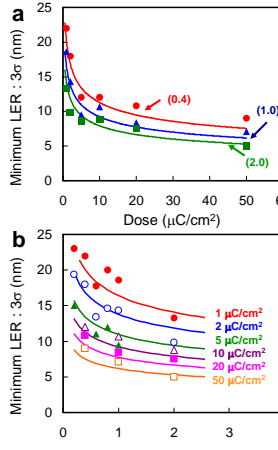 a
25
20
15
10
5
0
Minimum LER : 3σ (nm)
(0.4)
(1.0)
(2.0)
0 10 20 30 40 50 6
Dose (μC/cm²)
b
25
20
15
10
5
0
Minimum LER : 3σ (nm)
1 μC/cm²
2 μC/cm²
5 μC/cm²
10 μC/cm²
20 μC/cm²
50 μC/cm²
0 1 2 3